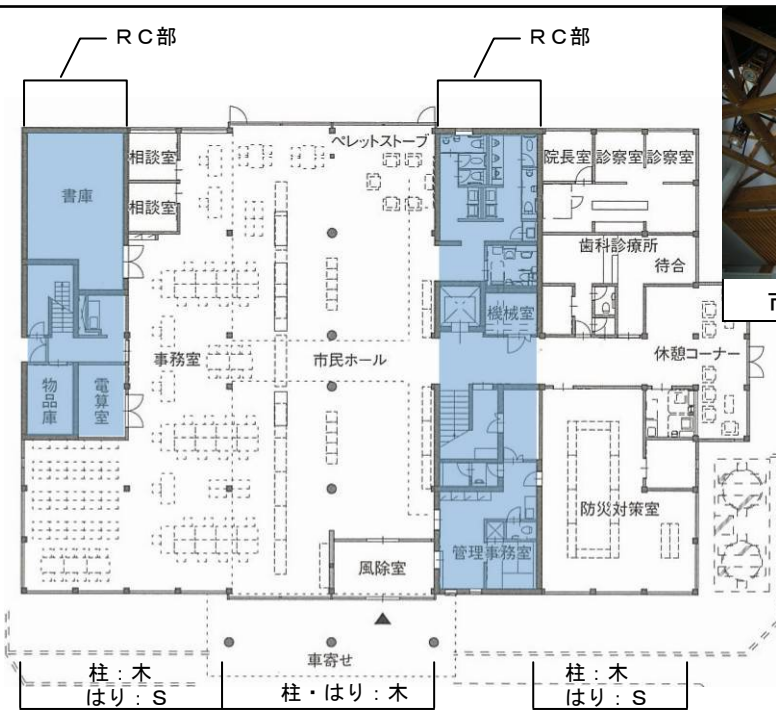 RC部
RC部
ペレットストーブ
相談室
院長室
診察室
診察室
書庫
相談室
歯科診療所
待合
機械室
事務室
市民ホール
休憩コーナー
物品庫
電算室
防災対策室
風除室
管理事務室
車寄せ
柱:木
はり:S
柱・はり:木
柱:木
はり:S